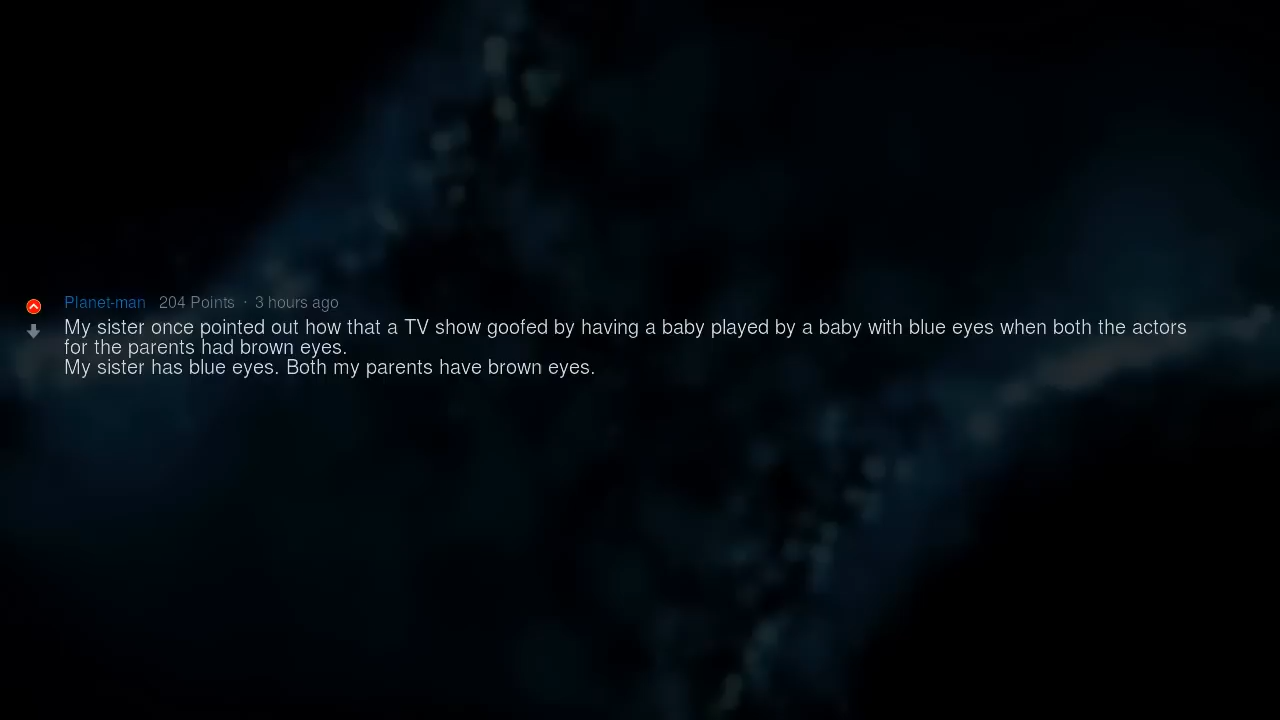 Planet-man 204 Points · 3 hours ago
My sister once pointed out how that a TV show goofed by having a baby played by a baby with blue eyes when both the actors
for the parents had brown eyes.
My sister has blue eyes. Both my parents have brown eyes.